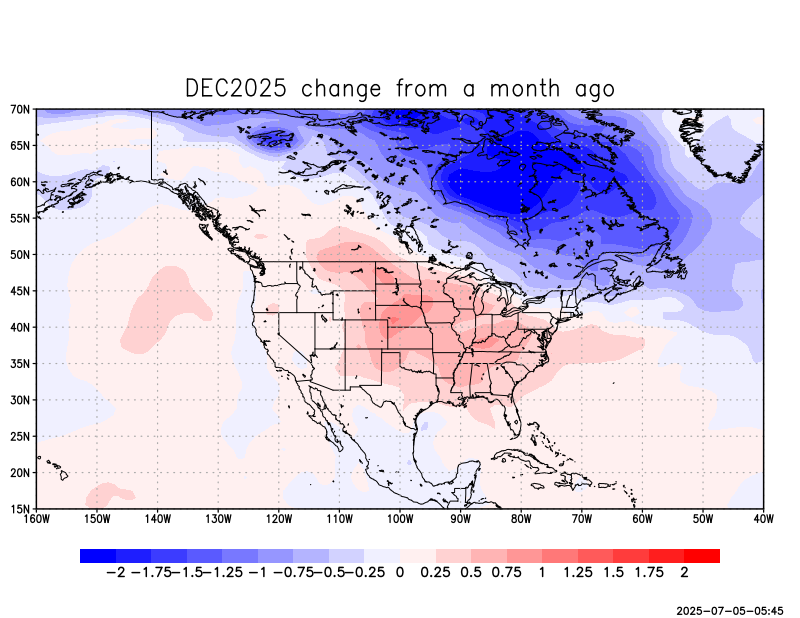 DEC2025 change from a month ago
70N
65N
60N
55N
50N
45N
40N
35N
30N
25N
20N
15N
160W 150W 140W 130W 120W 110W 100W 90W 80W 70W 60W 50W 40W
-2 -1.75 -1.5 -1.25 -1 -0.75 -0.5 -0.25 0 0.25 0.5 0.75 1 1.25 1.5 1.75 2
2025-07-05-05:45